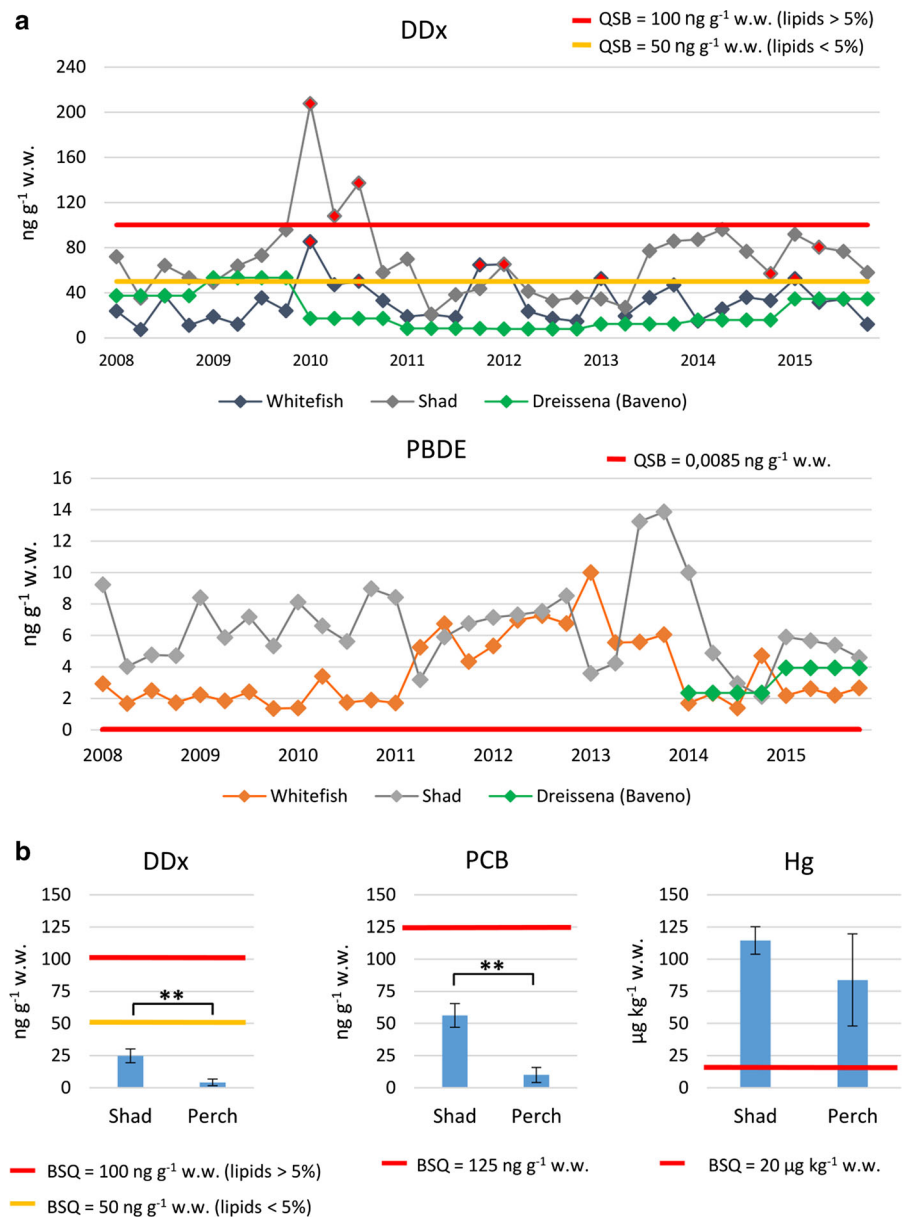 a
DDx
QSB = 100 ng g⁻¹ w.w. (lipids > 5%)
QSB = 50 ng g⁻¹ w.w. (lipids < 5%)
ng g⁻¹ w.w.
240
200
160
120
80
40
0
2008 2009 2010 2011 2012 2013 2014 2015
Whitefish Shad Dreissena (Baveno)
PBDE
QSB = 0,0085 ng g⁻¹ w.w.
ng g⁻¹ w.w.
16
14
12
10
8
6
4
2
0
2008 2009 2010 2011 2012 2013 2014 2015
Whitefish Shad Dreissena (Baveno)
b
DDx
ng g⁻¹ w.w.
150
125
100
75
50
25
0
**
Shad Perch
BSQ = 100 ng g⁻¹ w.w. (lipids > 5%)
BSQ = 50 ng g⁻¹ w.w. (lipids < 5%)
PCB
ng g⁻¹ w.w.
150
125
100
75
50
25
0
**
Shad Perch
BSQ = 125 ng g⁻¹ w.w.
Hg
µg kg⁻¹ w.w.
150
125
100
75
50
25
0
Shad Perch
BSQ = 20 µg kg⁻¹ w.w.